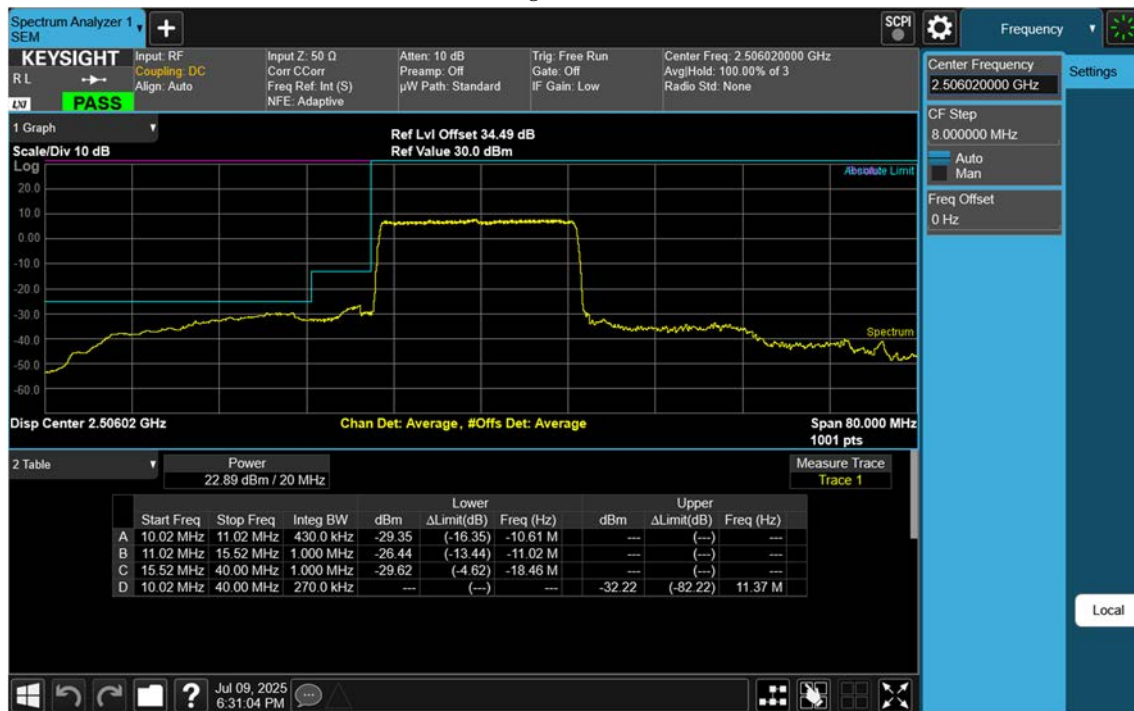 Spectrum Analyzer 1
SEM
SCPI
Frequency
KEYSIGHT
R L
LXI
PASS
Input: RF
Coupling: DC
Align: Auto
Input Z: 50 Ω
Corr CCorr
Freq Ref: Int (S)
NFE: Adaptive
Atten: 10 dB
Preamp: Off
µW Path: Standard
Trig: Free Run
Gate: Off
IF Gain: Low
Center Freq: 2.506020000 GHz
Avg|Hold: 100.00% of 3
Radio Std: None
Center Frequency
2.506020000 GHz
Settings
CF Step
8.000000 MHz
Auto
Man
Freq Offset
0 Hz
1 Graph
Scale/Div 10 dB
Ref Lvl Offset 34.49 dB
Ref Value 30.0 dBm
Log
Absolute Limit
20.0
10.0
0.00
-10.0
-20.0
-30.0
-40.0
-50.0
-60.0
Spectrum
Disp Center 2.50602 GHz
Chan Det: Average, #Offs Det: Average
Span 80.000 MHz
1001 pts
2 Table
Power
22.89 dBm / 20 MHz
Measure Trace
Trace 1
Lower Upper
Start Freq Stop Freq Integ BW dBm ΔLimit(dB) Freq (Hz) dBm ΔLimit(dB) Freq (Hz)
A 10.02 MHz 11.02 MHz 430.0 kHz -29.35 (-16.35) -10.61 M --- (---) ---
B 11.02 MHz 15.52 MHz 1.000 MHz -26.44 (-13.44) -11.02 M --- (---) ---
C 15.52 MHz 40.00 MHz 1.000 MHz -29.62 (-4.62) -18.46 M --- (---) ---
D 10.02 MHz 40.00 MHz 270.0 kHz --- (---) --- -32.22 (-82.22) 11.37 M
Local
?
Jul 09, 2025
6:31:04 PM